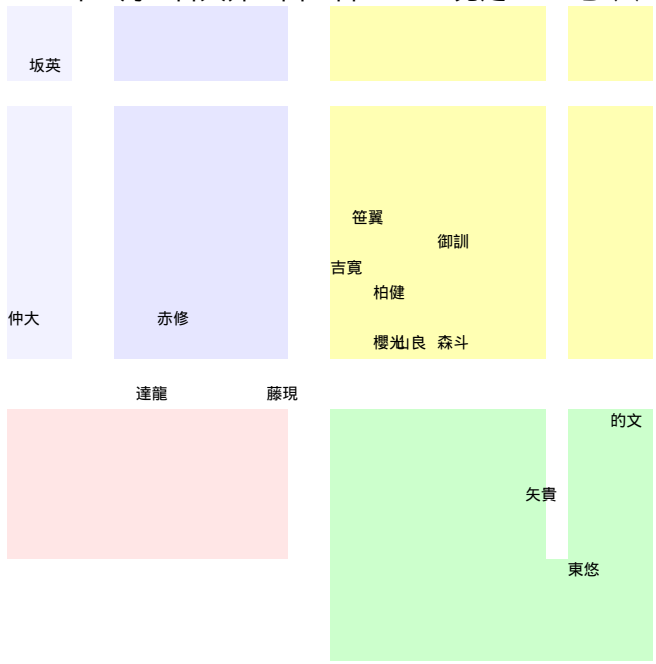 坂英
笹翼
御訓
吉寛
柏健
仲大
赤修
櫻光
山良
森斗
達龍
藤現
的文
矢貴
東悠